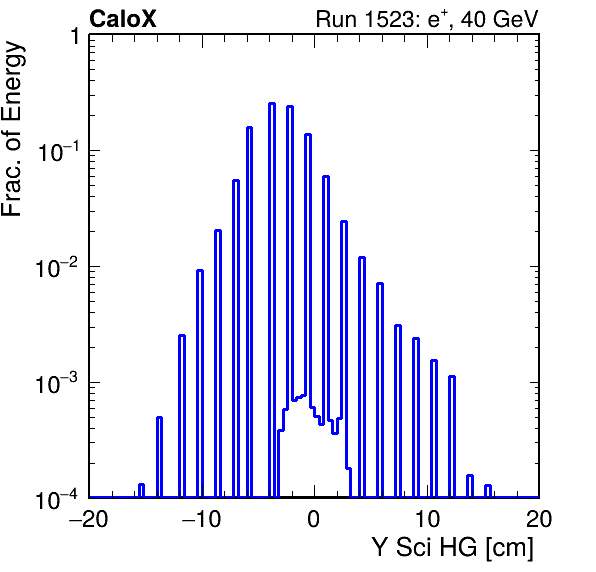 CaloX Run 1523: e⁺, 40 GeV
Frac. of Energy
1
10⁻¹
10⁻²
10⁻³
10⁻⁴
−20 −10 0 10 20
Y Sci HG [cm]